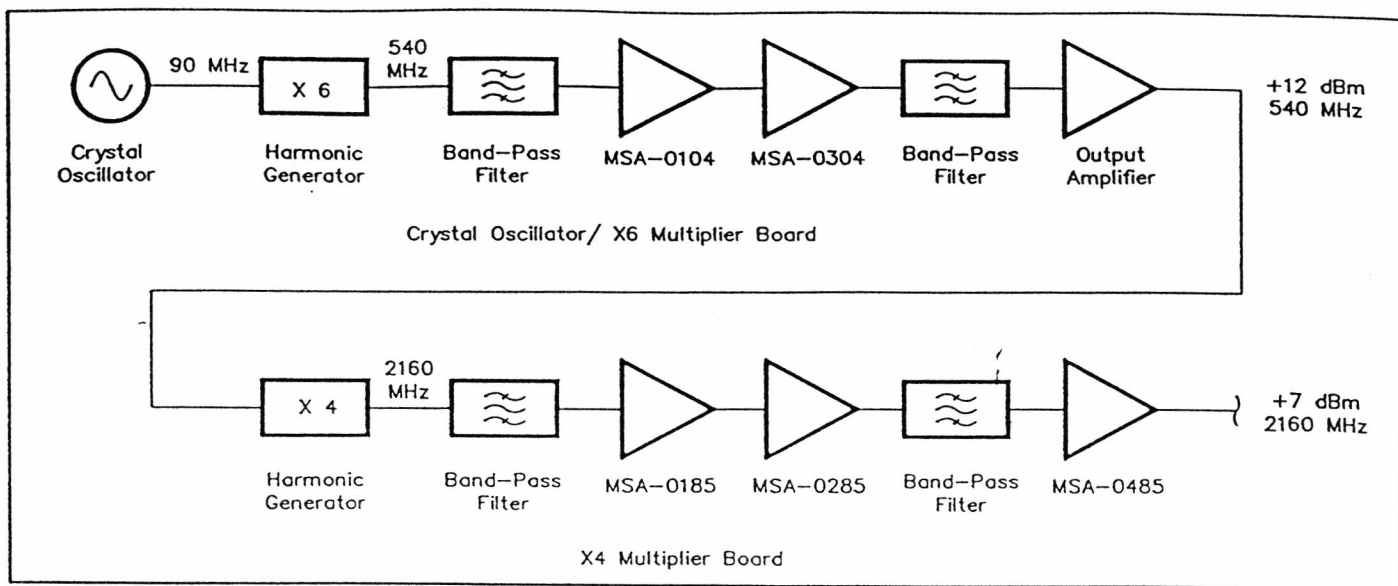 90 MHz
540
MHz
X 6
+12 dBm
540 MHz
Crystal
Oscillator
Harmonic
Generator
Band-Pass
Filter
MSA-0104
MSA-0304
Band-Pass
Filter
Output
Amplifier
Crystal Oscillator/ X6 Multiplier Board
2160
MHz
X 4
+7 dBm
2160 MHz
Harmonic
Generator
Band-Pass
Filter
MSA-0185
MSA-0285
Band-Pass
Filter
MSA-0485
X4 Multiplier Board